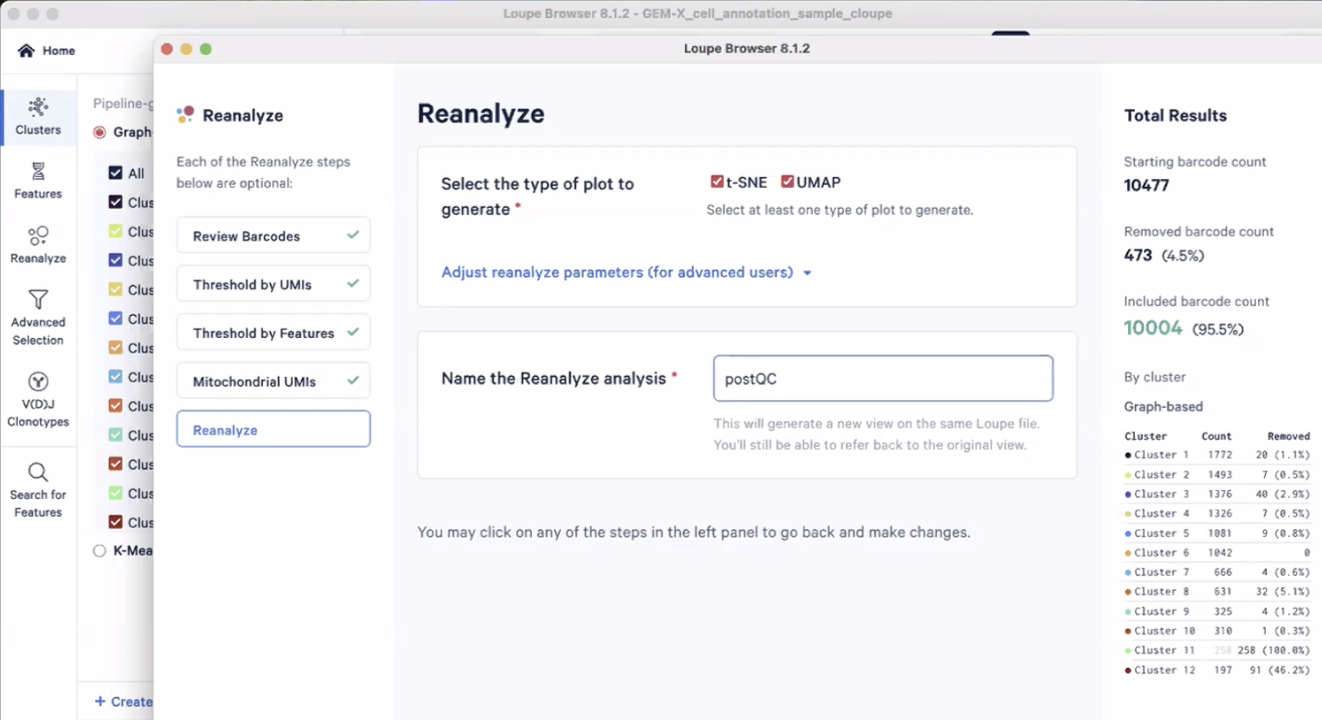 Loupe Browser 8.1.2 - GEM-X_cell_annotation_sample_cloupe
Home
Loupe Browser 8.1.2
Clusters
Features
Reanalyze
Advanced
Selection
V(D)J
Clonotypes
Search for
Features
Pipeline-g
Graph-
All
Clus
Clus
Clus
Clus
Clus
Clus
Clus
Clus
Clus
Clus
Clus
Clus
K-Mea
+ Create
Reanalyze
Each of the Reanalyze steps
below are optional:
Review Barcodes
Threshold by UMIs
Threshold by Features
Mitochondrial UMIs
Reanalyze
Reanalyze
Select the type of plot to
generate *
t-SNE UMAP
Select at least one type of plot to generate.
Adjust reanalyze parameters (for advanced users)
Name the Reanalyze analysis *
postQC
This will generate a new view on the same Loupe file.
You'll still be able to refer back to the original view.
You may click on any of the steps in the left panel to go back and make changes.
Total Results
Starting barcode count
10477
Removed barcode count
473 (4.5%)
Included barcode count
10004 (95.5%)
By cluster
Graph-based
Cluster Count Removed
Cluster 1 1772 20 (1.1%)
Cluster 2 1493 7 (0.5%)
Cluster 3 1376 40 (2.9%)
Cluster 4 1326 7 (0.5%)
Cluster 5 1081 9 (0.8%)
Cluster 6 1042 0
Cluster 7 666 4 (0.6%)
Cluster 8 631 32 (5.1%)
Cluster 9 325 4 (1.2%)
Cluster 10 310 1 (0.3%)
Cluster 11 258 258 (100.0%)
Cluster 12 197 91 (46.2%)